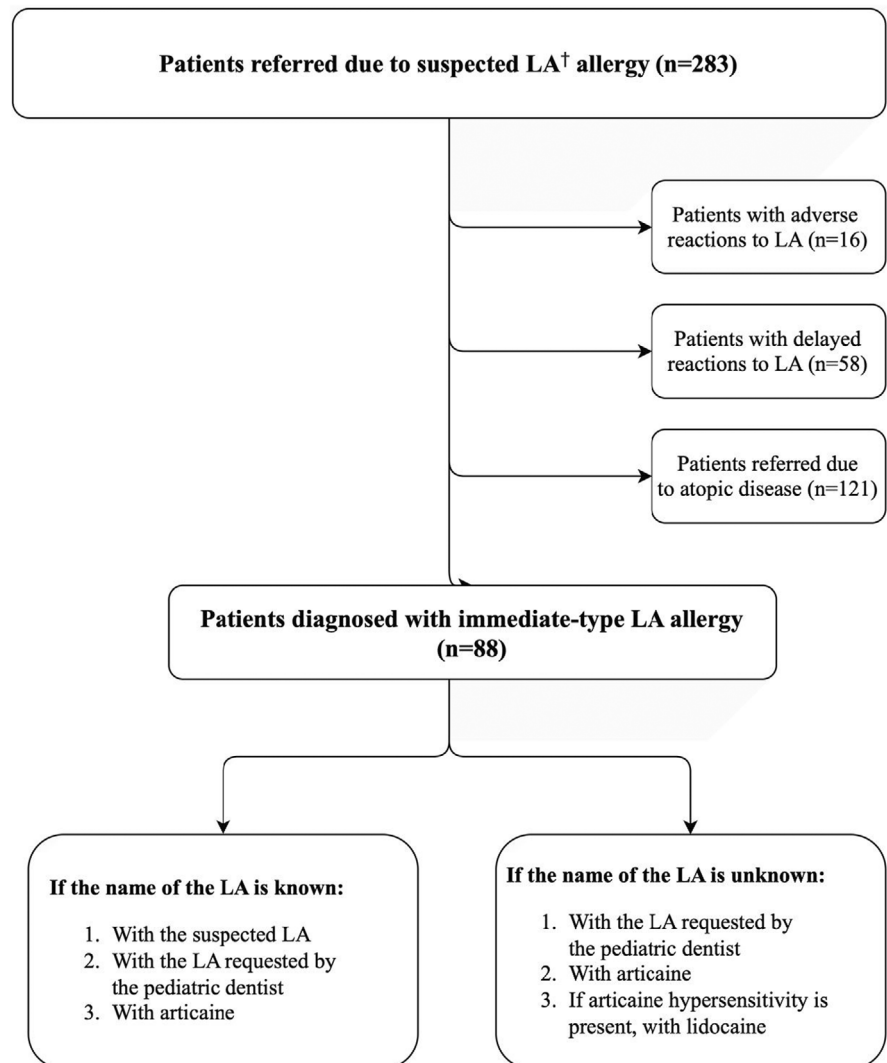 Patients referred due to suspected LA† allergy (n=283)
Patients with adverse
reactions to LA (n=16)
Patients with delayed
reactions to LA (n=58)
Patients referred due
to atopic disease (n=121)
Patients diagnosed with immediate-type LA allergy
(n=88)
If the name of the LA is known:
1. With the suspected LA
2. With the LA requested by
the pediatric dentist
3. With articaine
If the name of the LA is unknown:
1. With the LA requested by
the pediatric dentist
2. With articaine
3. If articaine hypersensitivity is
present, with lidocaine